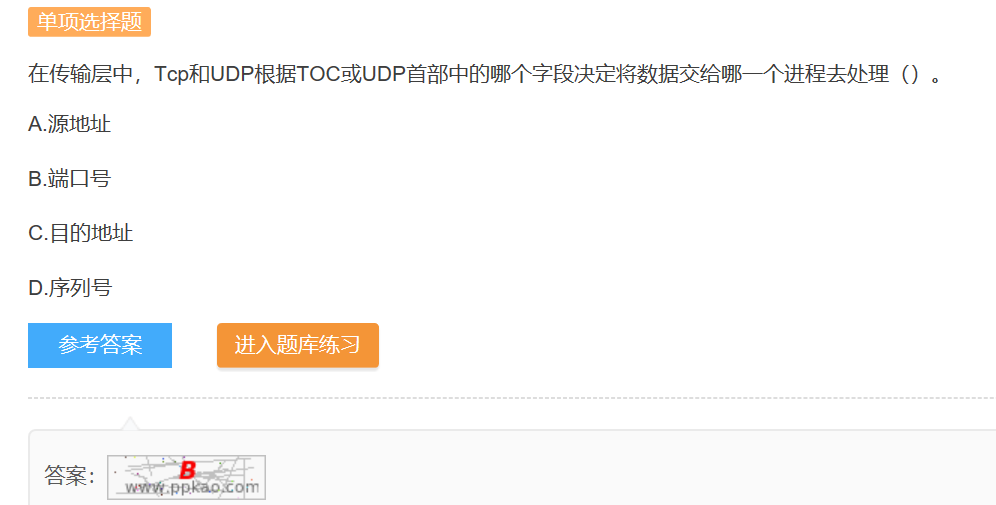 单项选择题
在传输层中，Tcp和UDP根据TOC或UDP首部中的哪个字段决定将数据交给哪一个进程去处理（）。
A.源地址
B.端口号
C.目的地址
D.序列号
参考答案 进入题库练习
答案： B
www.ppkao.com